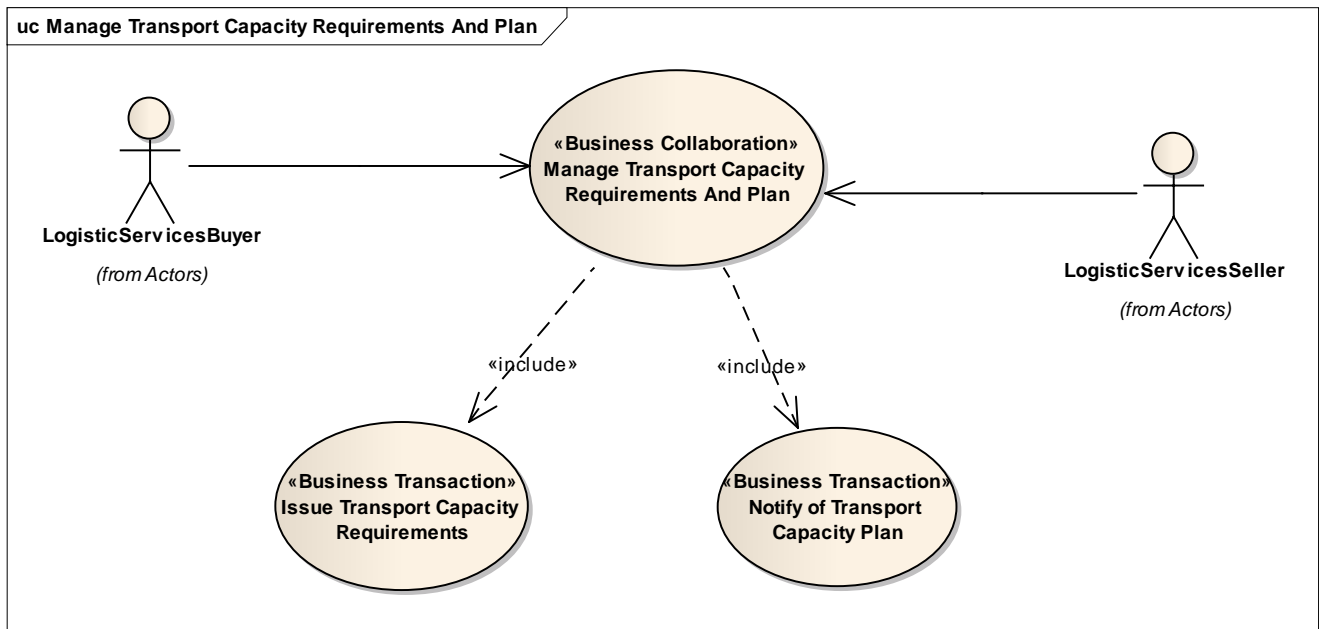 uc Manage Transport Capacity Requirements And Plan
«Business Collaboration»
Manage Transport Capacity
Requirements And Plan
LogisticServicesBuyer
(from Actors)
LogisticServicesSeller
(from Actors)
«include»
«include»
«Business Transaction»
Issue Transport Capacity
Requirements
«Business Transaction»
Notify of Transport
Capacity Plan